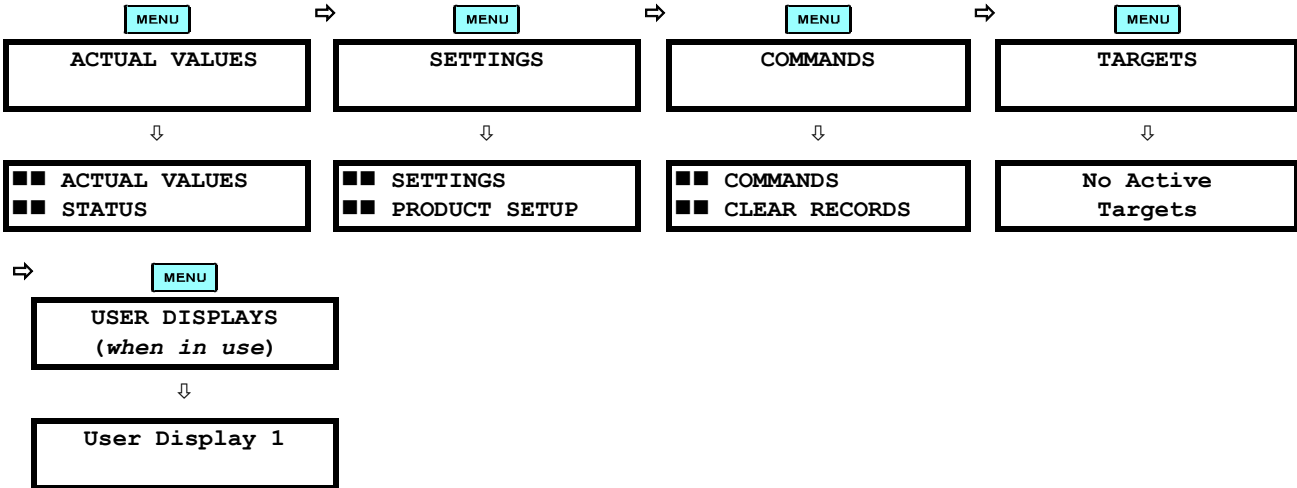 MENU ⇨ MENU ⇨ MENU ⇨ MENU
ACTUAL VALUES
SETTINGS
COMMANDS
TARGETS
⇩ ⇩ ⇩ ⇩
■■ ACTUAL VALUES
■■ STATUS
■■ SETTINGS
■■ PRODUCT SETUP
■■ COMMANDS
■■ CLEAR RECORDS
No Active
Targets
⇨ MENU
USER DISPLAYS
(when in use)
⇩
User Display 1